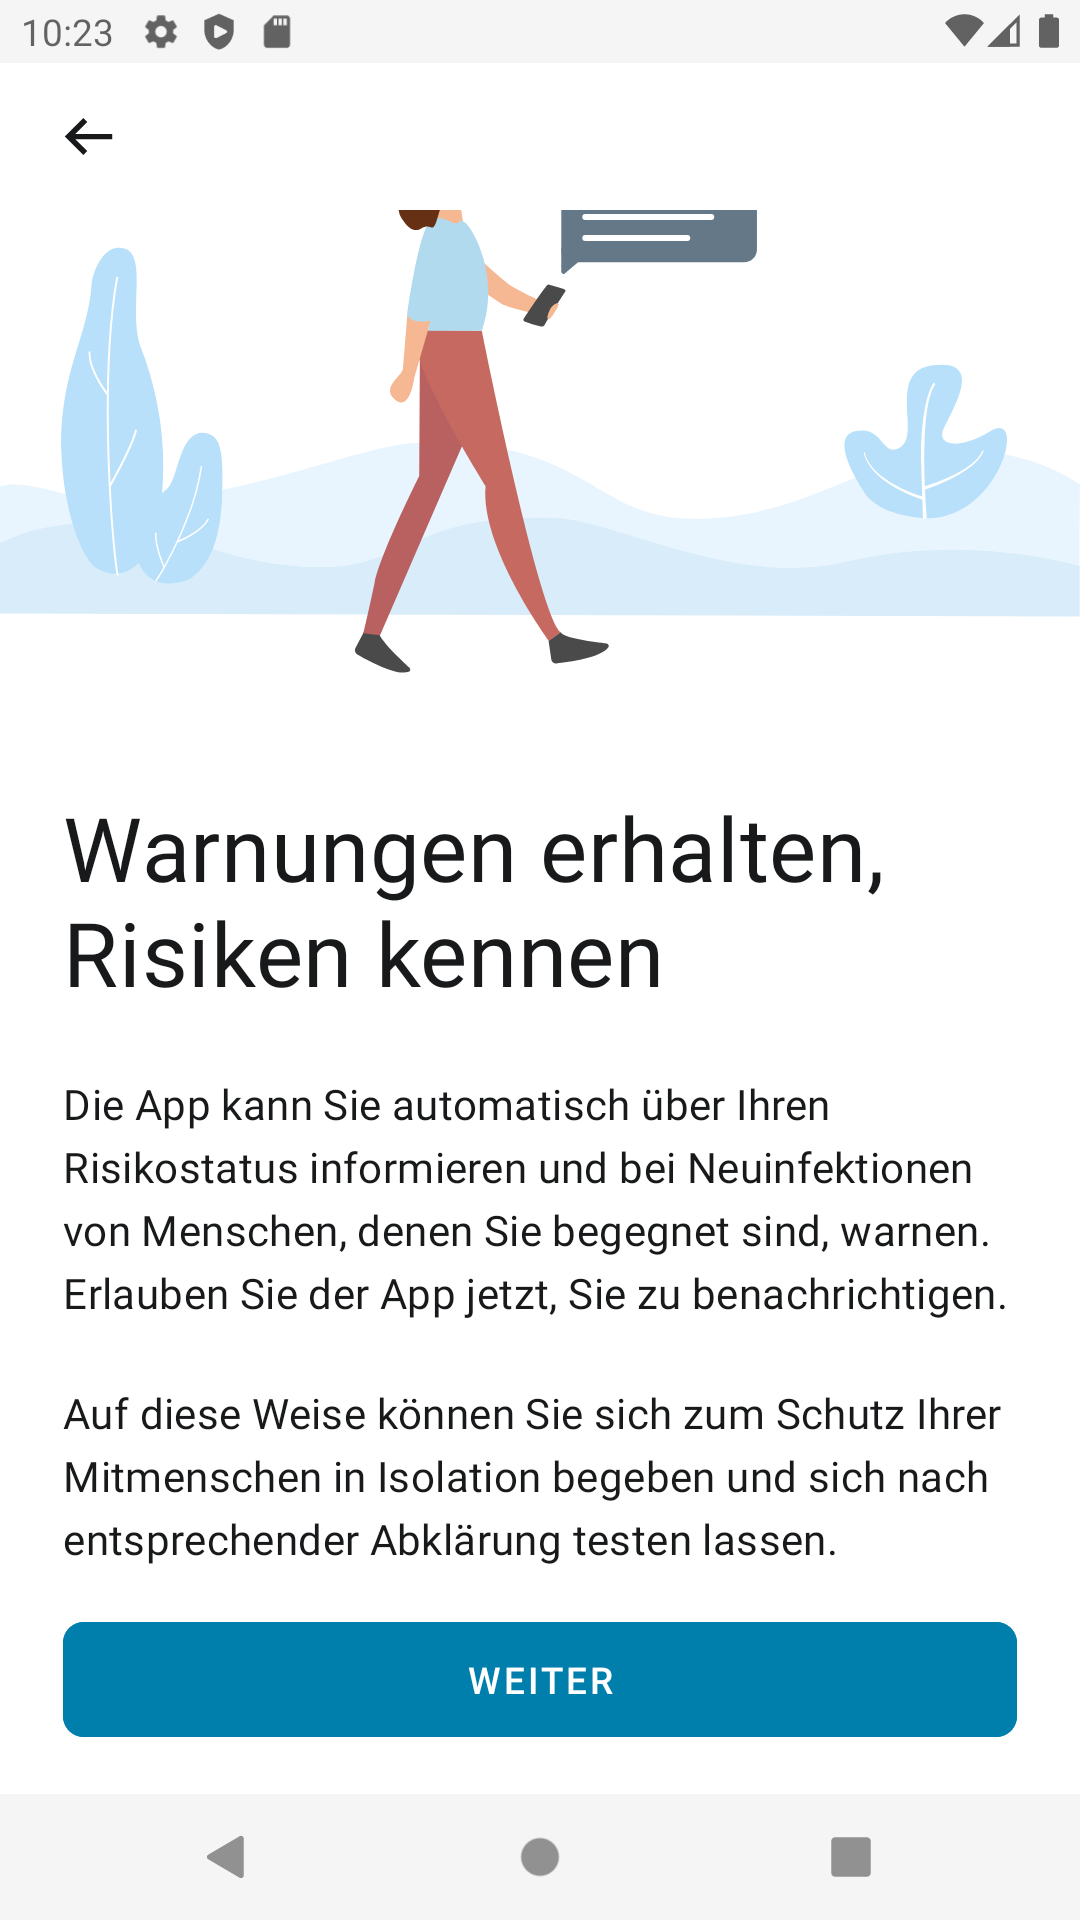 10:23
Warnungen erhalten,
Risiken kennen
Die App kann Sie automatisch über Ihren
Risikostatus informieren und bei Neuinfektionen
von Menschen, denen Sie begegnet sind, warnen.
Erlauben Sie der App jetzt, Sie zu benachrichtigen.
Auf diese Weise können Sie sich zum Schutz Ihrer
Mitmenschen in Isolation begeben und sich nach
entsprechender Abklärung testen lassen.
WEITER